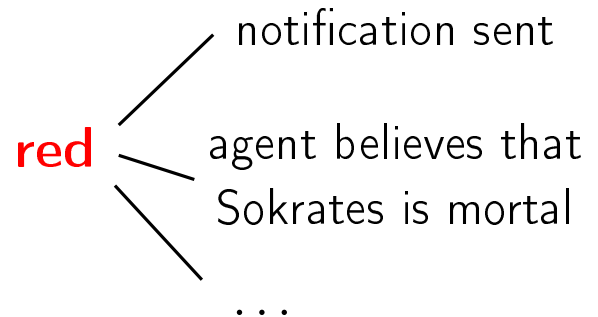 notification sent
red
agent believes that
Sokrates is mortal
...